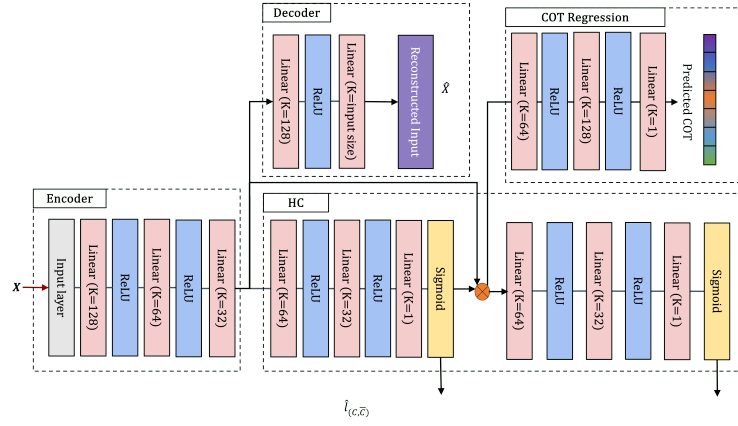 Decoder
Linear (K=128)
ReLU
Linear (K=input size)
Reconstructed Input
X̂
COT Regression
Linear (K=64)
ReLU
Linear (K=128)
ReLU
Linear (K=1)
Predicted COT
Encoder
X
Input layer
Linear (K=128)
ReLU
Linear (K=64)
ReLU
Linear (K=32)
HC
Linear (K=64)
ReLU
Linear (K=32)
ReLU
Linear (K=1)
Sigmoid
Linear (K=64)
ReLU
Linear (K=32)
ReLU
Linear (K=1)
Sigmoid
l̂(C,C̅)